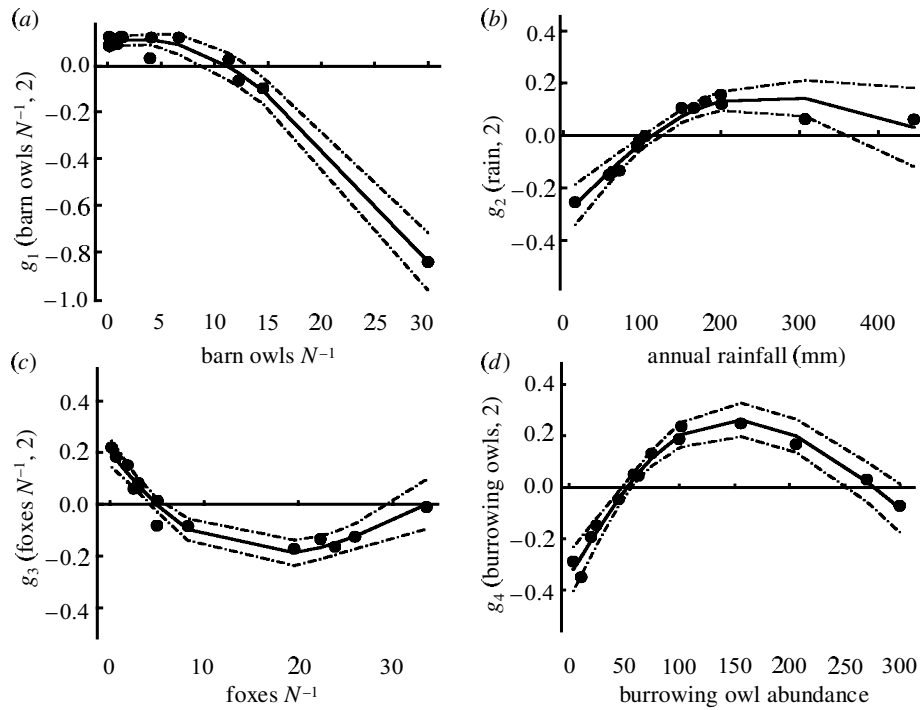 (a)
0.0
−0.2
−0.4
−0.6
−0.8
−1.0
g1 (barn owls N−1, 2)
0 5 10 15 20 25 30
barn owls N−1
(b)
0.4
0.2
0.0
−0.2
−0.4
g2 (rain, 2)
0 100 200 300 400
annual rainfall (mm)
(c)
0.4
0.2
0.0
−0.2
−0.4
g3 (foxes N−1, 2)
0 10 20 30
foxes N−1
(d)
0.4
0.2
0.0
−0.2
−0.4
g4 (burrowing owls, 2)
0 50 100 150 200 250 300
burrowing owl abundance